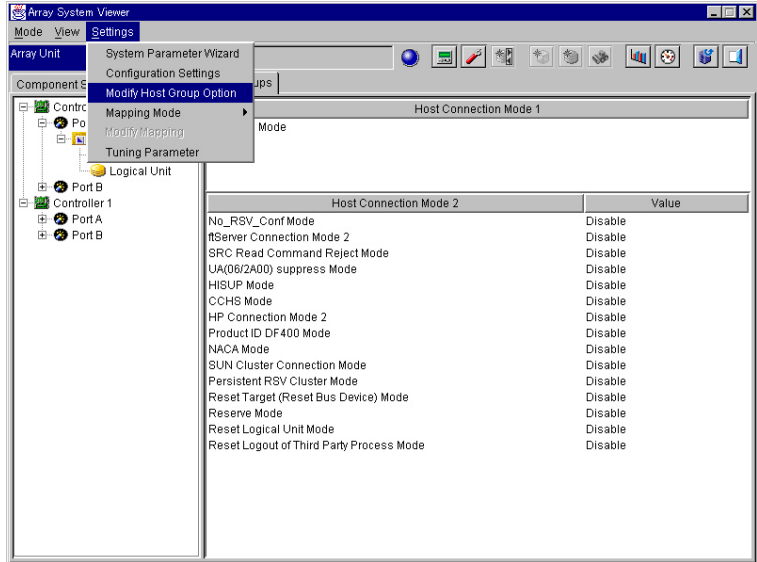 Array System Viewer
Mode View Settings
Array Unit
System Parameter Wizard
Configuration Settings
Modify Host Group Option
Mapping Mode
Modify Mapping
Tuning Parameter
Component S
ups
Contro
Po
Logical Unit
Port B
Controller 1
Port A
Port B
Host Connection Mode 1
Mode
Host Connection Mode 2 Value
No_RSV_Conf Mode Disable
ftServer Connection Mode 2 Disable
SRC Read Command Reject Mode Disable
UA(06/2A00) suppress Mode Disable
HISUP Mode Disable
CCHS Mode Disable
HP Connection Mode 2 Disable
Product ID DF400 Mode Disable
NACA Mode Disable
SUN Cluster Connection Mode Disable
Persistent RSV Cluster Mode Disable
Reset Target (Reset Bus Device) Mode Disable
Reserve Mode Disable
Reset Logical Unit Mode Disable
Reset Logout of Third Party Process Mode Disable